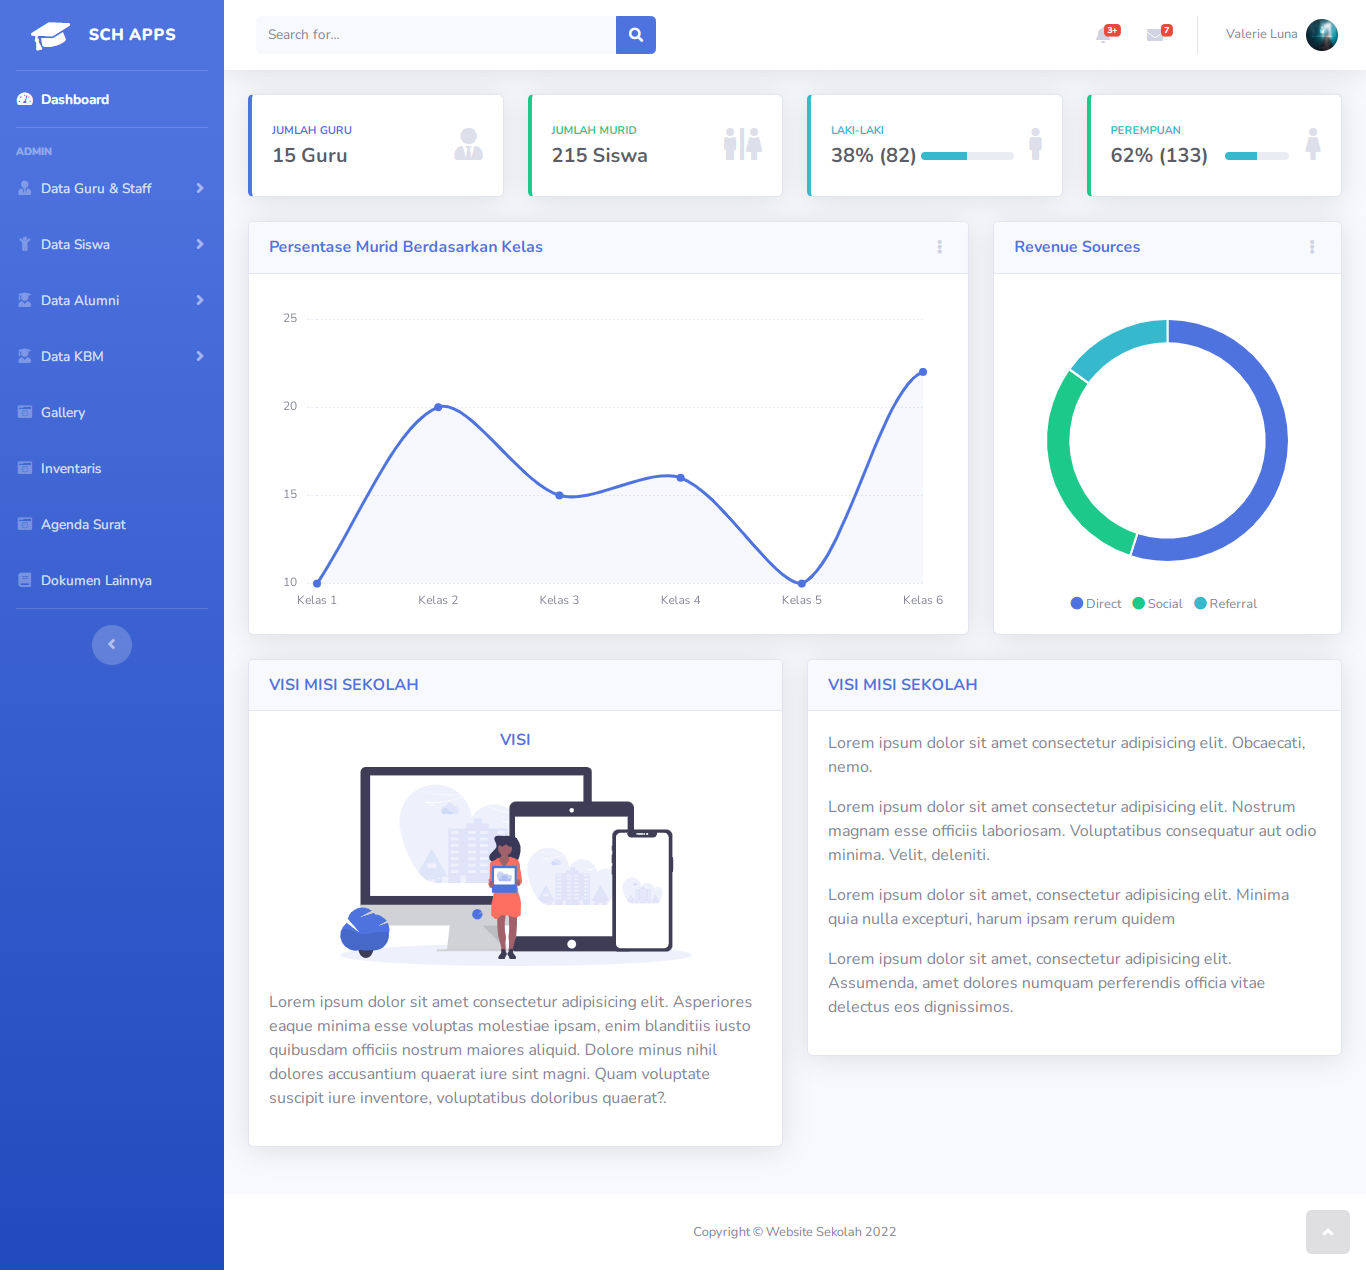 SCH APPS
Search for...
3+
7
Valerie Luna
Dashboard
ADMIN
Data Guru & Staff
Data Siswa
Data Alumni
Data KBM
Gallery
Inventaris
Agenda Surat
Dokumen Lainnya
JUMLAH GURU
15 Guru
JUMLAH MURID
215 Siswa
LAKI-LAKI
38% (82)
PEREMPUAN
62% (133)
Persentase Murid Berdasarkan Kelas
25
20
15
10
Kelas 1
Kelas 2
Kelas 3
Kelas 4
Kelas 5
Kelas 6
Revenue Sources
Direct
Social
Referral
VISI MISI SEKOLAH
VISI
Lorem ipsum dolor sit amet consectetur adipisicing elit. Asperiores
eaque minima esse voluptas molestiae ipsam, enim blanditiis iusto
quibusdam officiis nostrum maiores aliquid. Dolore minus nihil
dolores accusantium quaerat iure sint magni. Quam voluptate
suscipit iure inventore, voluptatibus doloribus quaerat?.
VISI MISI SEKOLAH
Lorem ipsum dolor sit amet consectetur adipisicing elit. Obcaecati,
nemo.
Lorem ipsum dolor sit amet consectetur adipisicing elit. Nostrum
magnam esse officiis laboriosam. Voluptatibus consequatur aut odio
minima. Velit, deleniti.
Lorem ipsum dolor sit amet, consectetur adipisicing elit. Minima
quia nulla excepturi, harum ipsam rerum quidem
Lorem ipsum dolor sit amet, consectetur adipisicing elit.
Assumenda, amet dolores numquam perferendis officia vitae
delectus eos dignissimos.
Copyright © Website Sekolah 2022